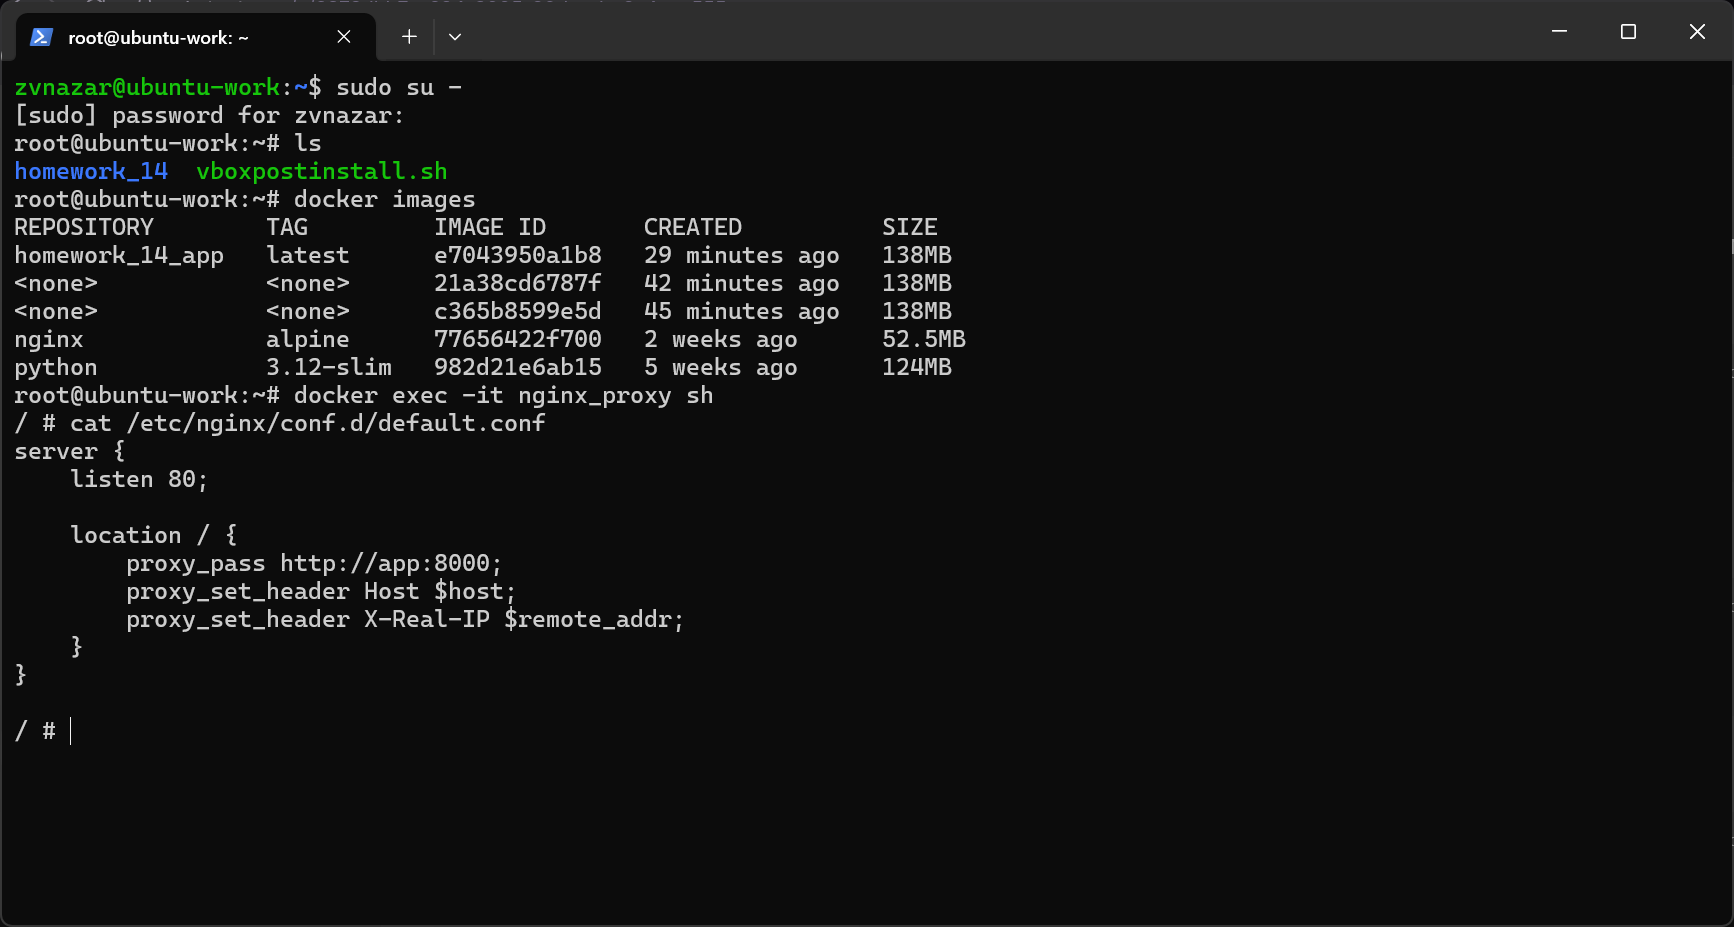 root@ubuntu-work: ~
zvnazar@ubuntu-work:~$ sudo su -
[sudo] password for zvnazar:
root@ubuntu-work:~# ls
homework_14  vboxpostinstall.sh
root@ubuntu-work:~# docker images
REPOSITORY        TAG         IMAGE ID       CREATED          SIZE
homework_14_app   latest      e7043950a1b8   29 minutes ago   138MB
<none>            <none>      21a38cd6787f   42 minutes ago   138MB
<none>            <none>      c365b8599e5d   45 minutes ago   138MB
nginx             alpine      77656422f700   2 weeks ago      52.5MB
python            3.12-slim   982d21e6ab15   5 weeks ago      124MB
root@ubuntu-work:~# docker exec -it nginx_proxy sh
/ # cat /etc/nginx/conf.d/default.conf
server {
    listen 80;

    location / {
        proxy_pass http://app:8000;
        proxy_set_header Host $host;
        proxy_set_header X-Real-IP $remote_addr;
    }
}

/ #